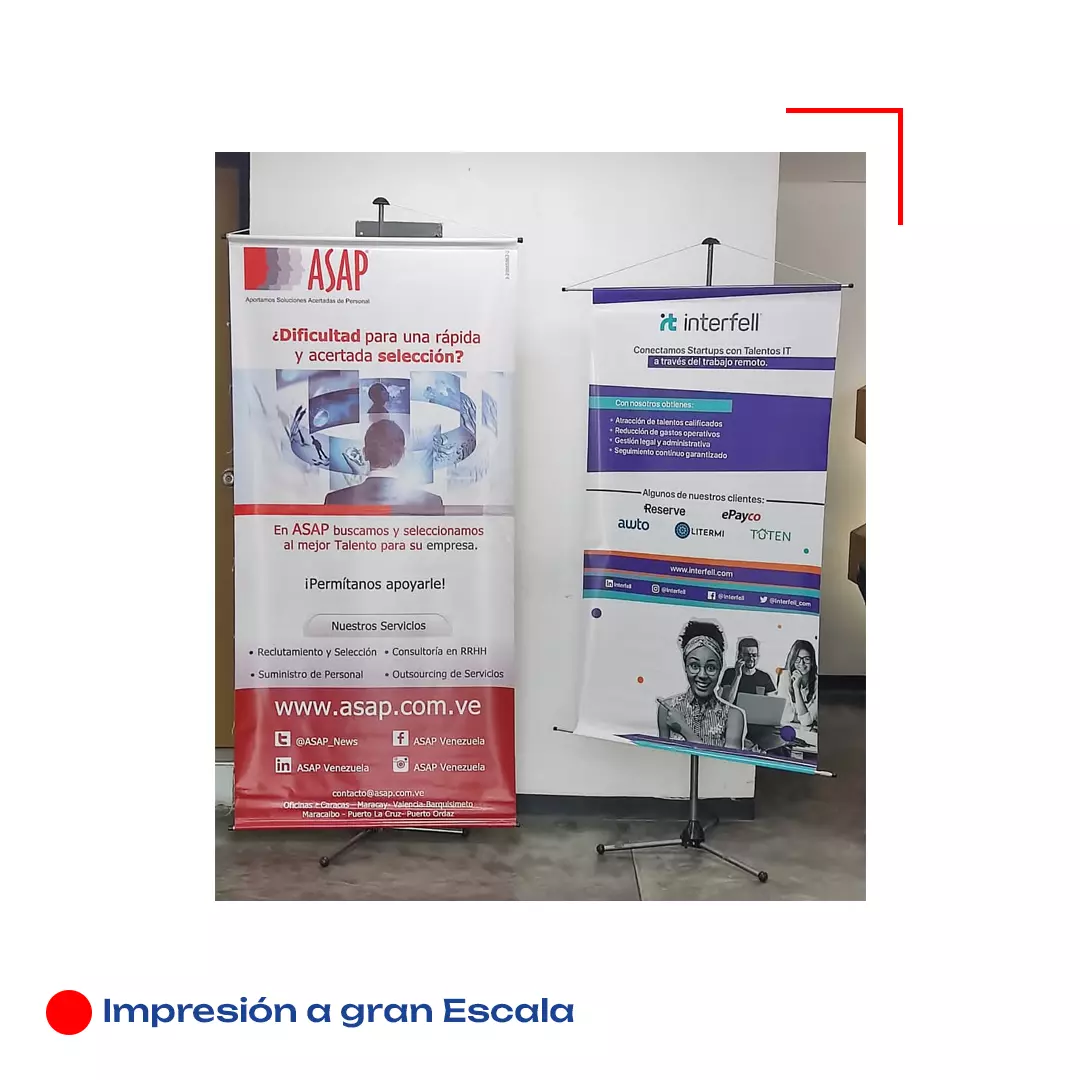 ASAP
Aportamos Soluciones Acertadas de Personal
¿Dificultad para una rápida
y acertada selección?
En ASAP buscamos y seleccionamos
al mejor Talento para su empresa.
¡Permítanos apoyarle!
Nuestros Servicios
• Reclutamiento y Selección • Consultoría en RRHH
• Suministro de Personal • Outsourcing de Servicios
www.asap.com.ve
@ASAP_News ASAP Venezuela
in ASAP Venezuela ASAP Venezuela
contacto@asap.com.ve
Oficinas : Caracas - Maracay- Valencia-Barquisimeto
Maracaibo - Puerto La Cruz- Puerto Ordaz
it interfell
Conectamos Startups con Talentos IT
a través del trabajo remoto.
Con nosotros obtienes:
• Atracción de talentos calificados
• Reducción de gastos operativos
• Gestión legal y administrativa
• Seguimiento continuo garantizado
Algunos de nuestros clientes:
Reserve ePayco
awto LITERMI TUTEN
www.interfell.com
in interfell @interfell @interfell @interfell_com
Impresión a gran Escala